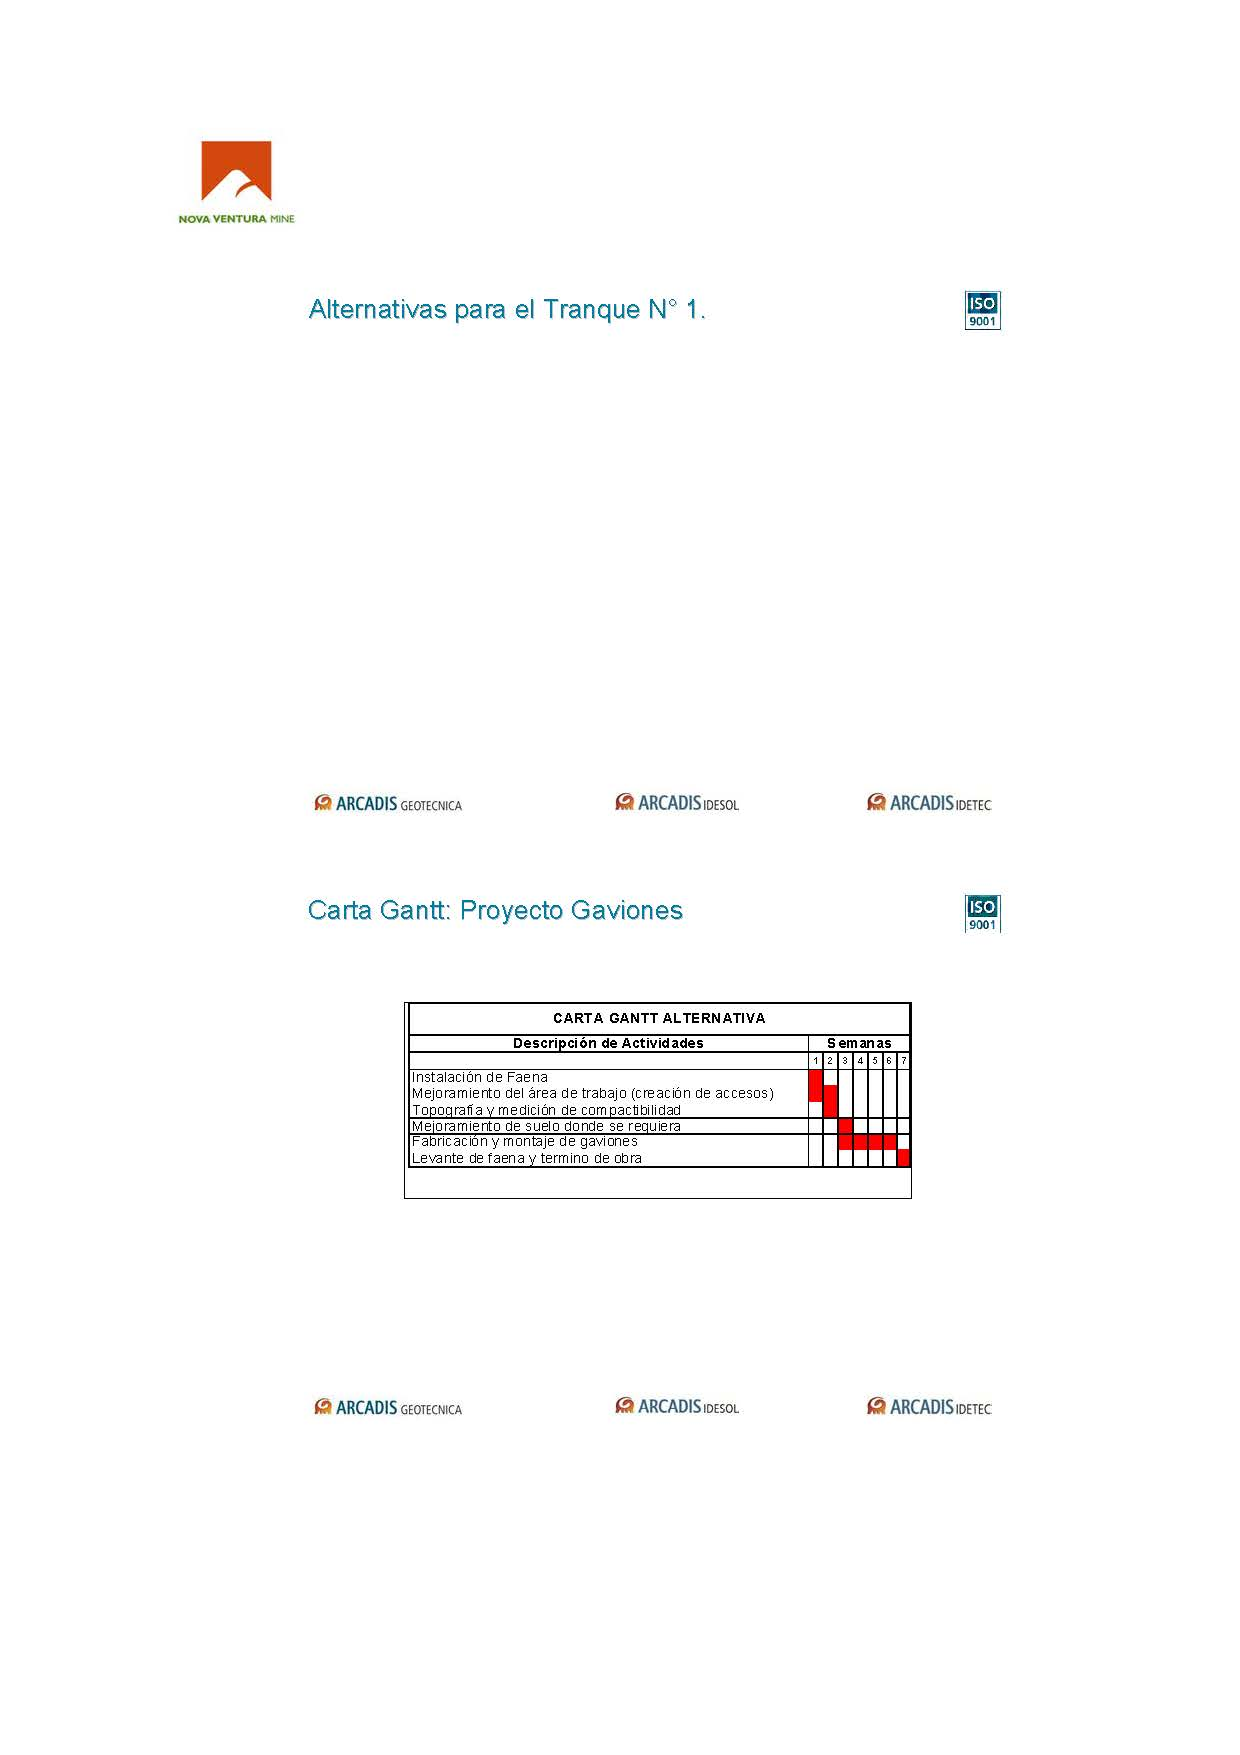 NOVA VENTURA MINE
Alternativas para el Tranque N° 1.
ISO
9001
ARCADIS GEOTECNICA
ARCADIS IDESOL
ARCADIS IDETEC
Carta Gantt: Proyecto Gaviones
ISO
9001
CARTA GANTT ALTERNATIVA
Descripción de Actividades Semanas
1 2 3 4 5 6 7
Instalación de Faena
Mejoramiento del área de trabajo (creación de accesos)
Topografía y medición de compactibilidad
Mejoramiento de suelo donde se requiera
Fabricación y montaje de gaviones
Levante de faena y termino de obra
ARCADIS GEOTECNICA
ARCADIS IDESOL
ARCADIS IDETEC